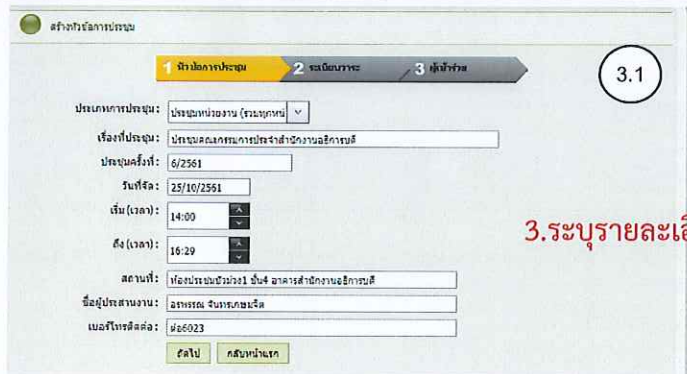 สร้างหัวข้อการประชุม
1 หัวข้อการประชุม 2 ระเบียบวาระ 3 ผู้เข้าร่วม
3.1
ประเภทการประชุม: ประชุมหน่วยงาน (รวมทุกหน่
เรื่องที่ประชุม: ประชุมคณะกรรมการประจำสำนักงานอธิการบดี
ประชุมครั้งที่: 6/2561
วันที่จัด: 25/10/2561
เริ่ม (เวลา): 14:00
3.ระบุรายละเอี
ถึง (เวลา): 16:29
สถานที่: ห้องประชุมบัวม่วง1 ชั้น4 อาคารสำนักงานอธิการบดี
ชื่อผู้ประสานงาน: อรพรรณ จันทรเกษมจิต
เบอร์โทรติดต่อ: ต่อ6023
ถัดไป กลับหน้าแรก